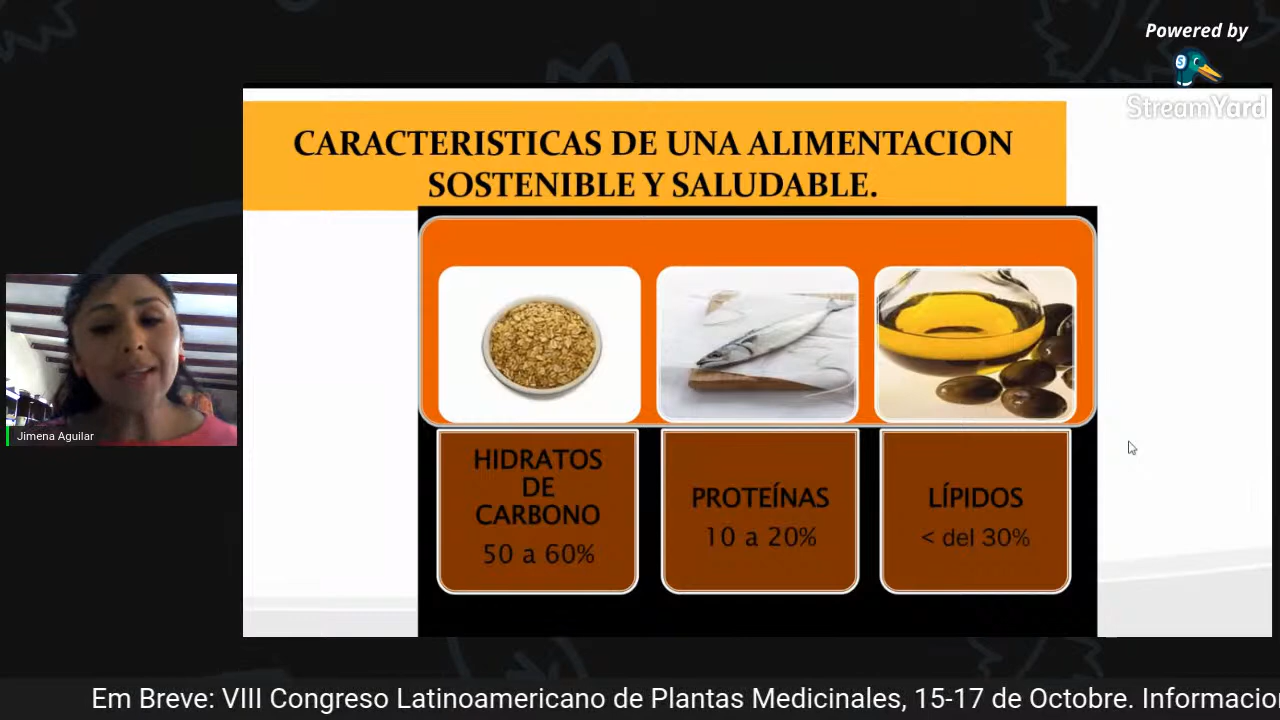 Powered by
StreamYard
CARACTERISTICAS DE UNA ALIMENTACION
SOSTENIBLE Y SALUDABLE.
Jimena Aguilar
HIDRATOS
DE
CARBONO
50 a 60%
PROTEÍNAS
10 a 20%
LÍPIDOS
< del 30%
Em Breve: VIII Congreso Latinoamericano de Plantas Medicinales, 15-17 de Octubre. Informacio